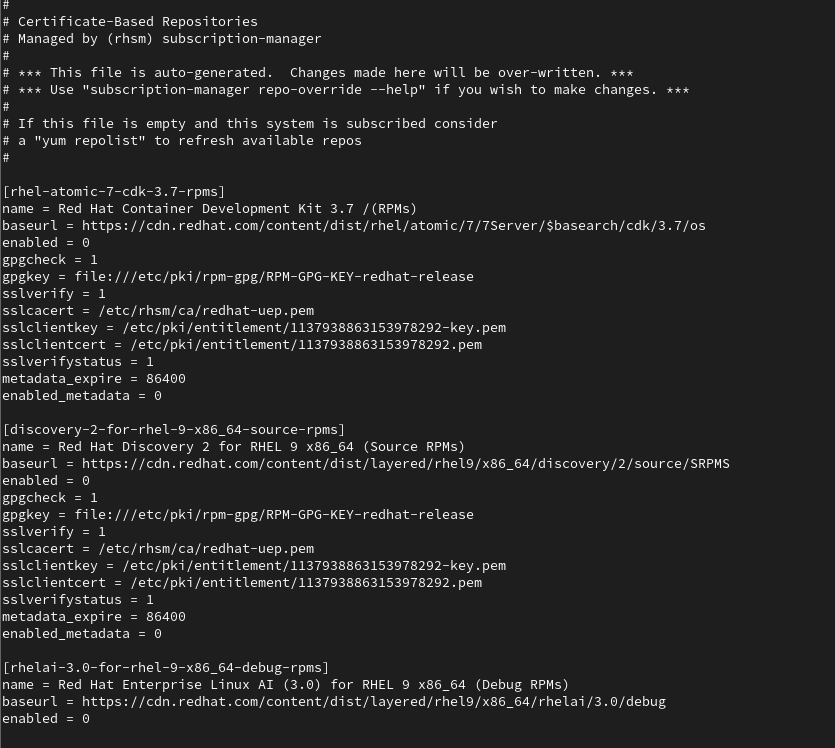 #
# Certificate-Based Repositories
# Managed by (rhsm) subscription-manager
#
# *** This file is auto-generated.  Changes made here will be over-written. ***
# *** Use "subscription-manager repo-override --help" if you wish to make changes. ***
#
# If this file is empty and this system is subscribed consider
# a "yum repolist" to refresh available repos
#
[rhel-atomic-7-cdk-3.7-rpms]
name = Red Hat Container Development Kit 3.7 /(RPMs)
baseurl = https://cdn.redhat.com/content/dist/rhel/atomic/7/7Server/$basearch/cdk/3.7/os
enabled = 0
gpgcheck = 1
gpgkey = file:///etc/pki/rpm-gpg/RPM-GPG-KEY-redhat-release
sslverify = 1
sslcacert = /etc/rhsm/ca/redhat-uep.pem
sslclientkey = /etc/pki/entitlement/1137938863153978292-key.pem
sslclientcert = /etc/pki/entitlement/1137938863153978292.pem
sslverifystatus = 1
metadata_expire = 86400
enabled_metadata = 0
[discovery-2-for-rhel-9-x86_64-source-rpms]
name = Red Hat Discovery 2 for RHEL 9 x86_64 (Source RPMs)
baseurl = https://cdn.redhat.com/content/dist/layered/rhel9/x86_64/discovery/2/source/SRPMS
enabled = 0
gpgcheck = 1
gpgkey = file:///etc/pki/rpm-gpg/RPM-GPG-KEY-redhat-release
sslverify = 1
sslcacert = /etc/rhsm/ca/redhat-uep.pem
sslclientkey = /etc/pki/entitlement/1137938863153978292-key.pem
sslclientcert = /etc/pki/entitlement/1137938863153978292.pem
sslverifystatus = 1
metadata_expire = 86400
enabled_metadata = 0
[rhelai-3.0-for-rhel-9-x86_64-debug-rpms]
name = Red Hat Enterprise Linux AI (3.0) for RHEL 9 x86_64 (Debug RPMs)
baseurl = https://cdn.redhat.com/content/dist/layered/rhel9/x86_64/rhelai/3.0/debug
enabled = 0